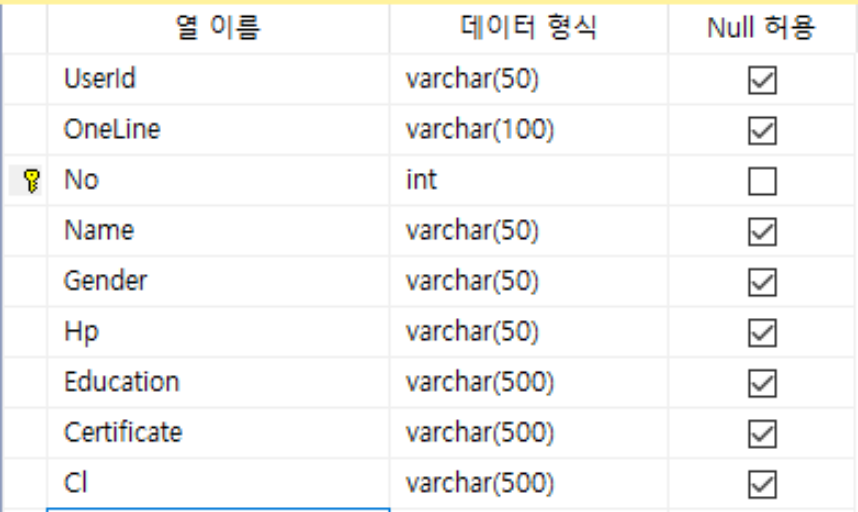 열 이름 데이터 형식 Null 허용
UserId varchar(50)
OneLine varchar(100)
No int
Name varchar(50)
Gender varchar(50)
Hp varchar(50)
Education varchar(500)
Certificate varchar(500)
Cl varchar(500)